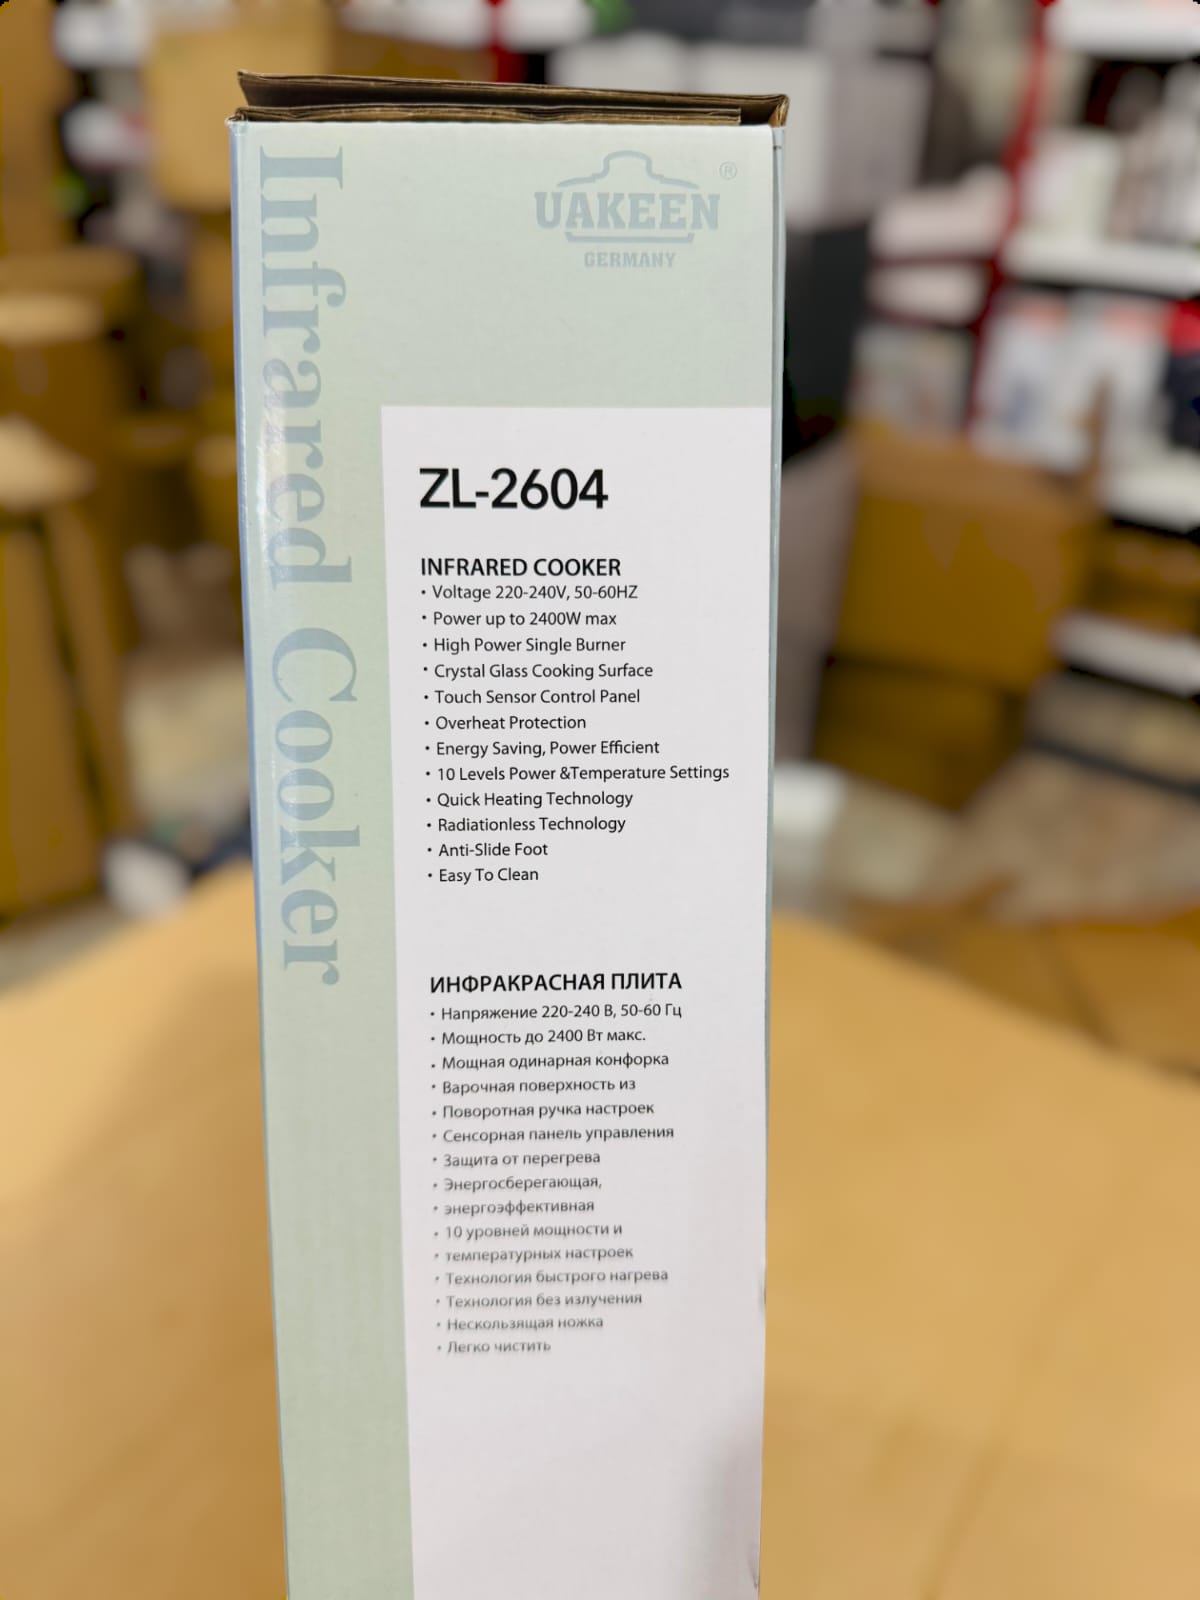 Infrared Cooker
UAKEEN ®
GERMANY
ZL-2604
INFRARED COOKER
• Voltage 220-240V, 50-60HZ
• Power up to 2400W max
• High Power Single Burner
• Crystal Glass Cooking Surface
• Touch Sensor Control Panel
• Overheat Protection
• Energy Saving, Power Efficient
• 10 Levels Power &Temperature Settings
• Quick Heating Technology
• Radiationless Technology
• Anti-Slide Foot
• Easy To Clean
ИНФРАКРАСНАЯ ПЛИТА
• Напряжение 220-240 В, 50-60 Гц
• Мощность до 2400 Вт макс.
• Мощная одинарная конфорка
• Варочная поверхность из
• Поворотная ручка настроек
• Сенсорная панель управления
• Защита от перегрева
• Энергосберегающая,
• энергоэффективная
• 10 уровней мощности и
• температурных настроек
• Технология быстрого нагрева
• Технология без излучения
• Нескользящая ножка
• Легко чистить